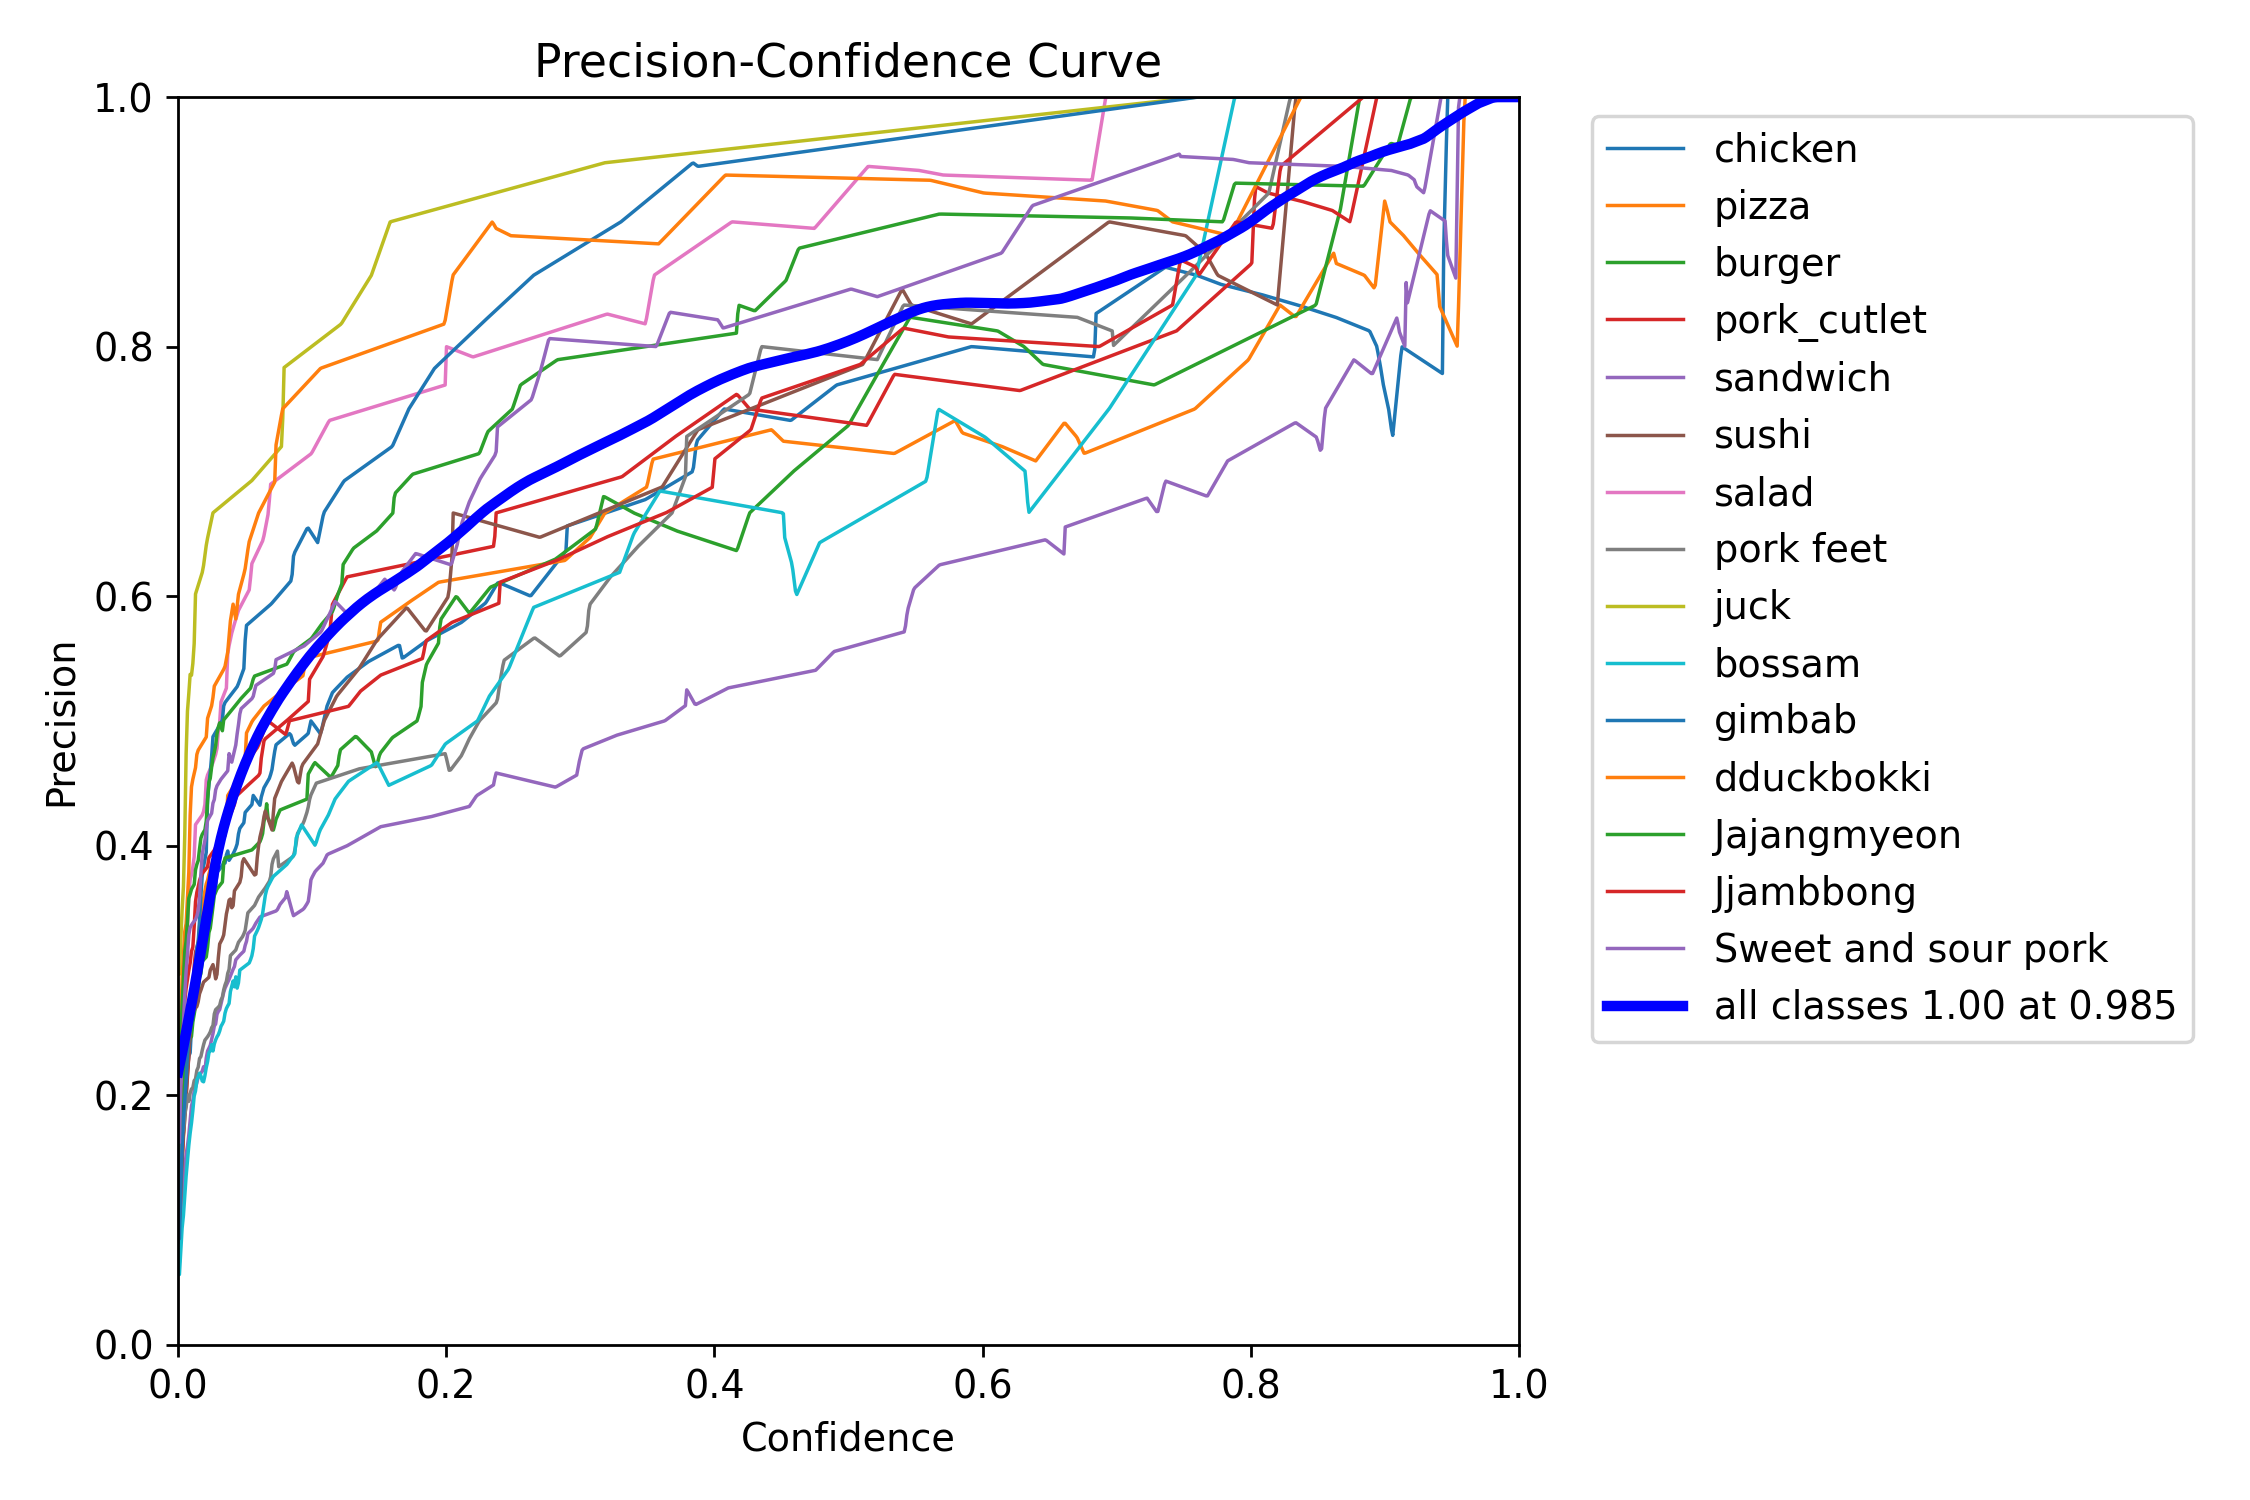 Precision-Confidence Curve
1.0
0.8
0.6
0.4
0.2
0.0
Precision
0.0 0.2 0.4 0.6 0.8 1.0
Confidence
chicken
pizza
burger
pork_cutlet
sandwich
sushi
salad
pork feet
juck
bossam
gimbab
dduckbokki
Jajangmyeon
Jjambbong
Sweet and sour pork
all classes 1.00 at 0.985